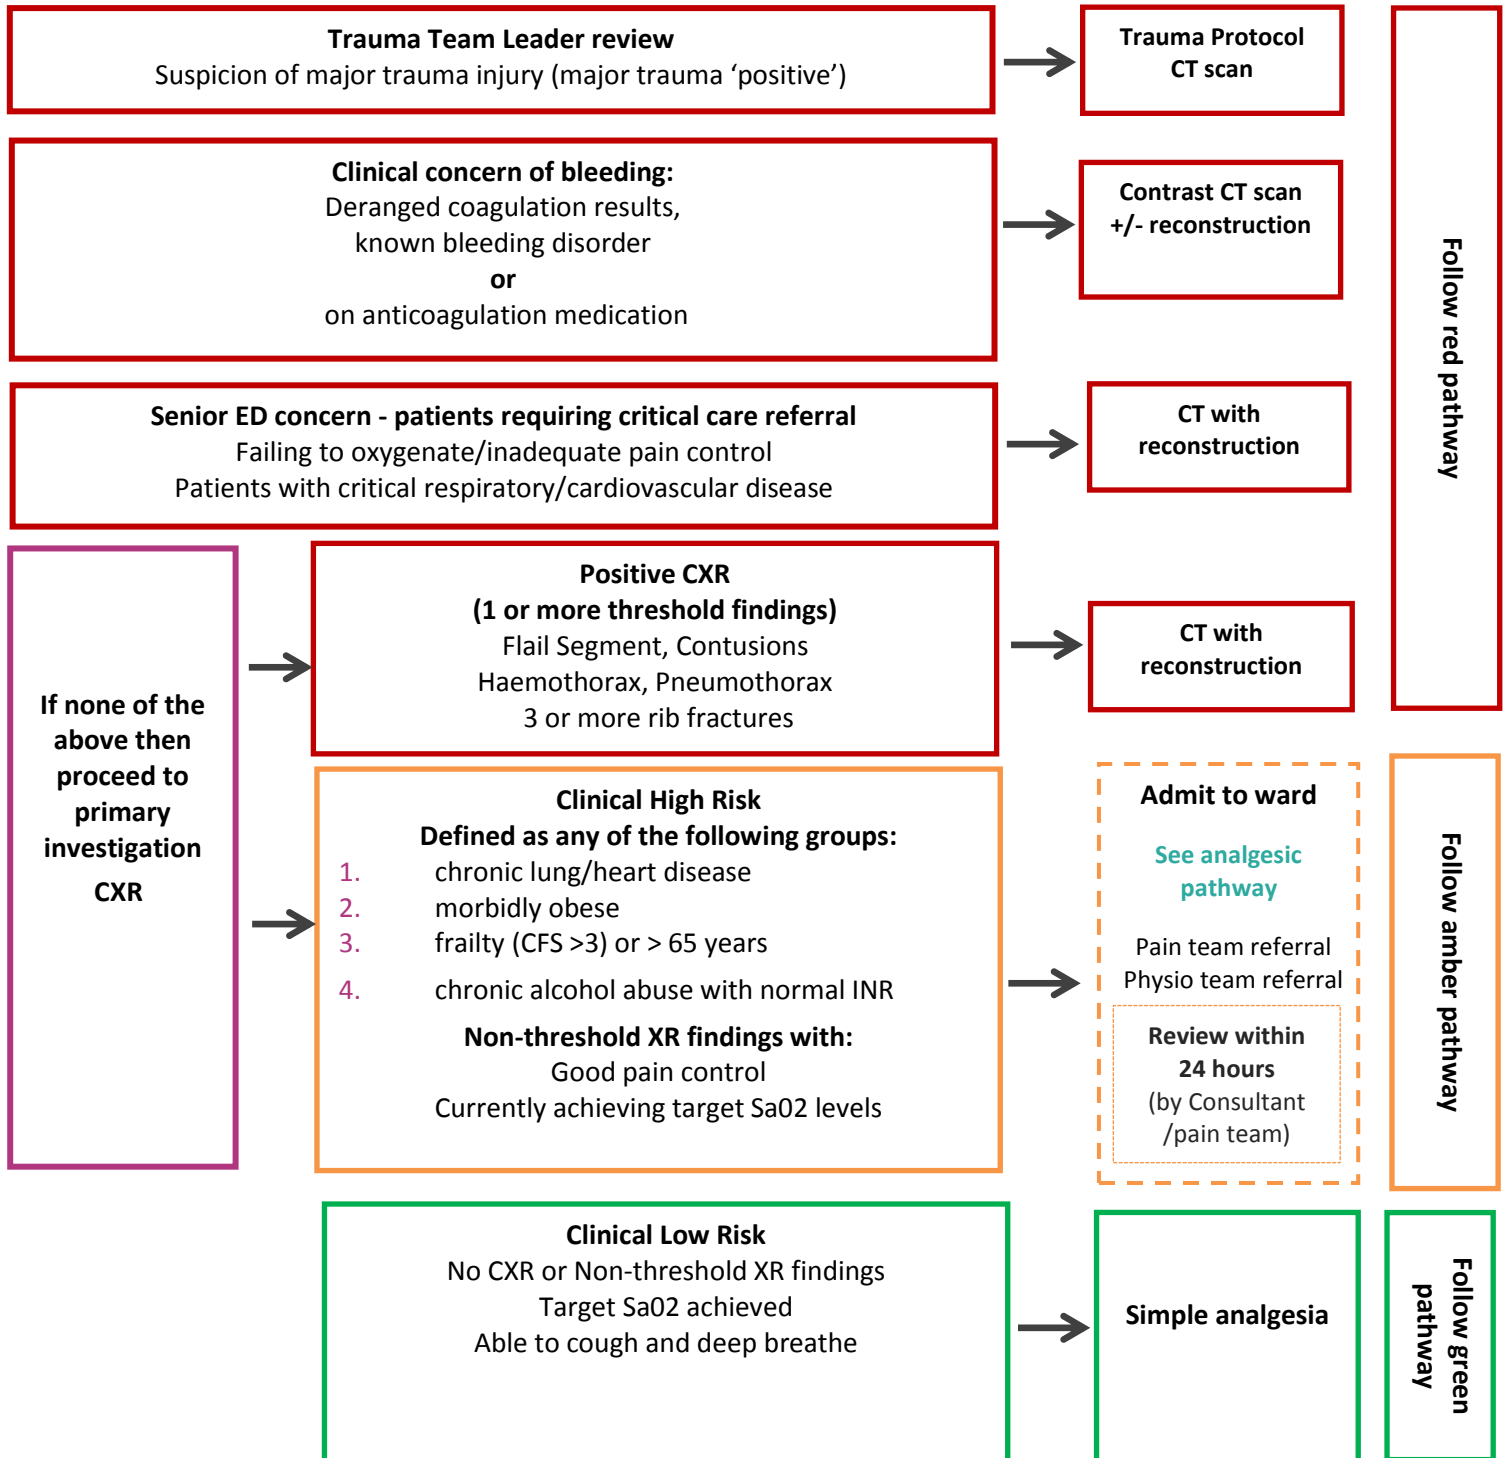 Trauma Team Leader review
Suspicion of major trauma injury (major trauma ‘positive’)
Trauma Protocol
CT scan
Clinical concern of bleeding:
Deranged coagulation results,
known bleeding disorder
or
on anticoagulation medication
Contrast CT scan
+/- reconstruction
Senior ED concern - patients requiring critical care referral
Failing to oxygenate/inadequate pain control
Patients with critical respiratory/cardiovascular disease
CT with
reconstruction
Follow red pathway
If none of the
above then
proceed to
primary
investigation
CXR
Positive CXR
(1 or more threshold findings)
Flail Segment, Contusions
Haemothorax, Pneumothorax
3 or more rib fractures
CT with
reconstruction
Clinical High Risk
Defined as any of the following groups:
1. chronic lung/heart disease
2. morbidly obese
3. frailty (CFS >3) or > 65 years
4. chronic alcohol abuse with normal INR
Non-threshold XR findings with:
Good pain control
Currently achieving target Sa02 levels
Admit to ward
See analgesic
pathway
Pain team referral
Physio team referral
Review within
24 hours
(by Consultant
/pain team)
Follow amber pathway
Clinical Low Risk
No CXR or Non-threshold XR findings
Target Sa02 achieved
Able to cough and deep breathe
Simple analgesia
Follow green
pathway